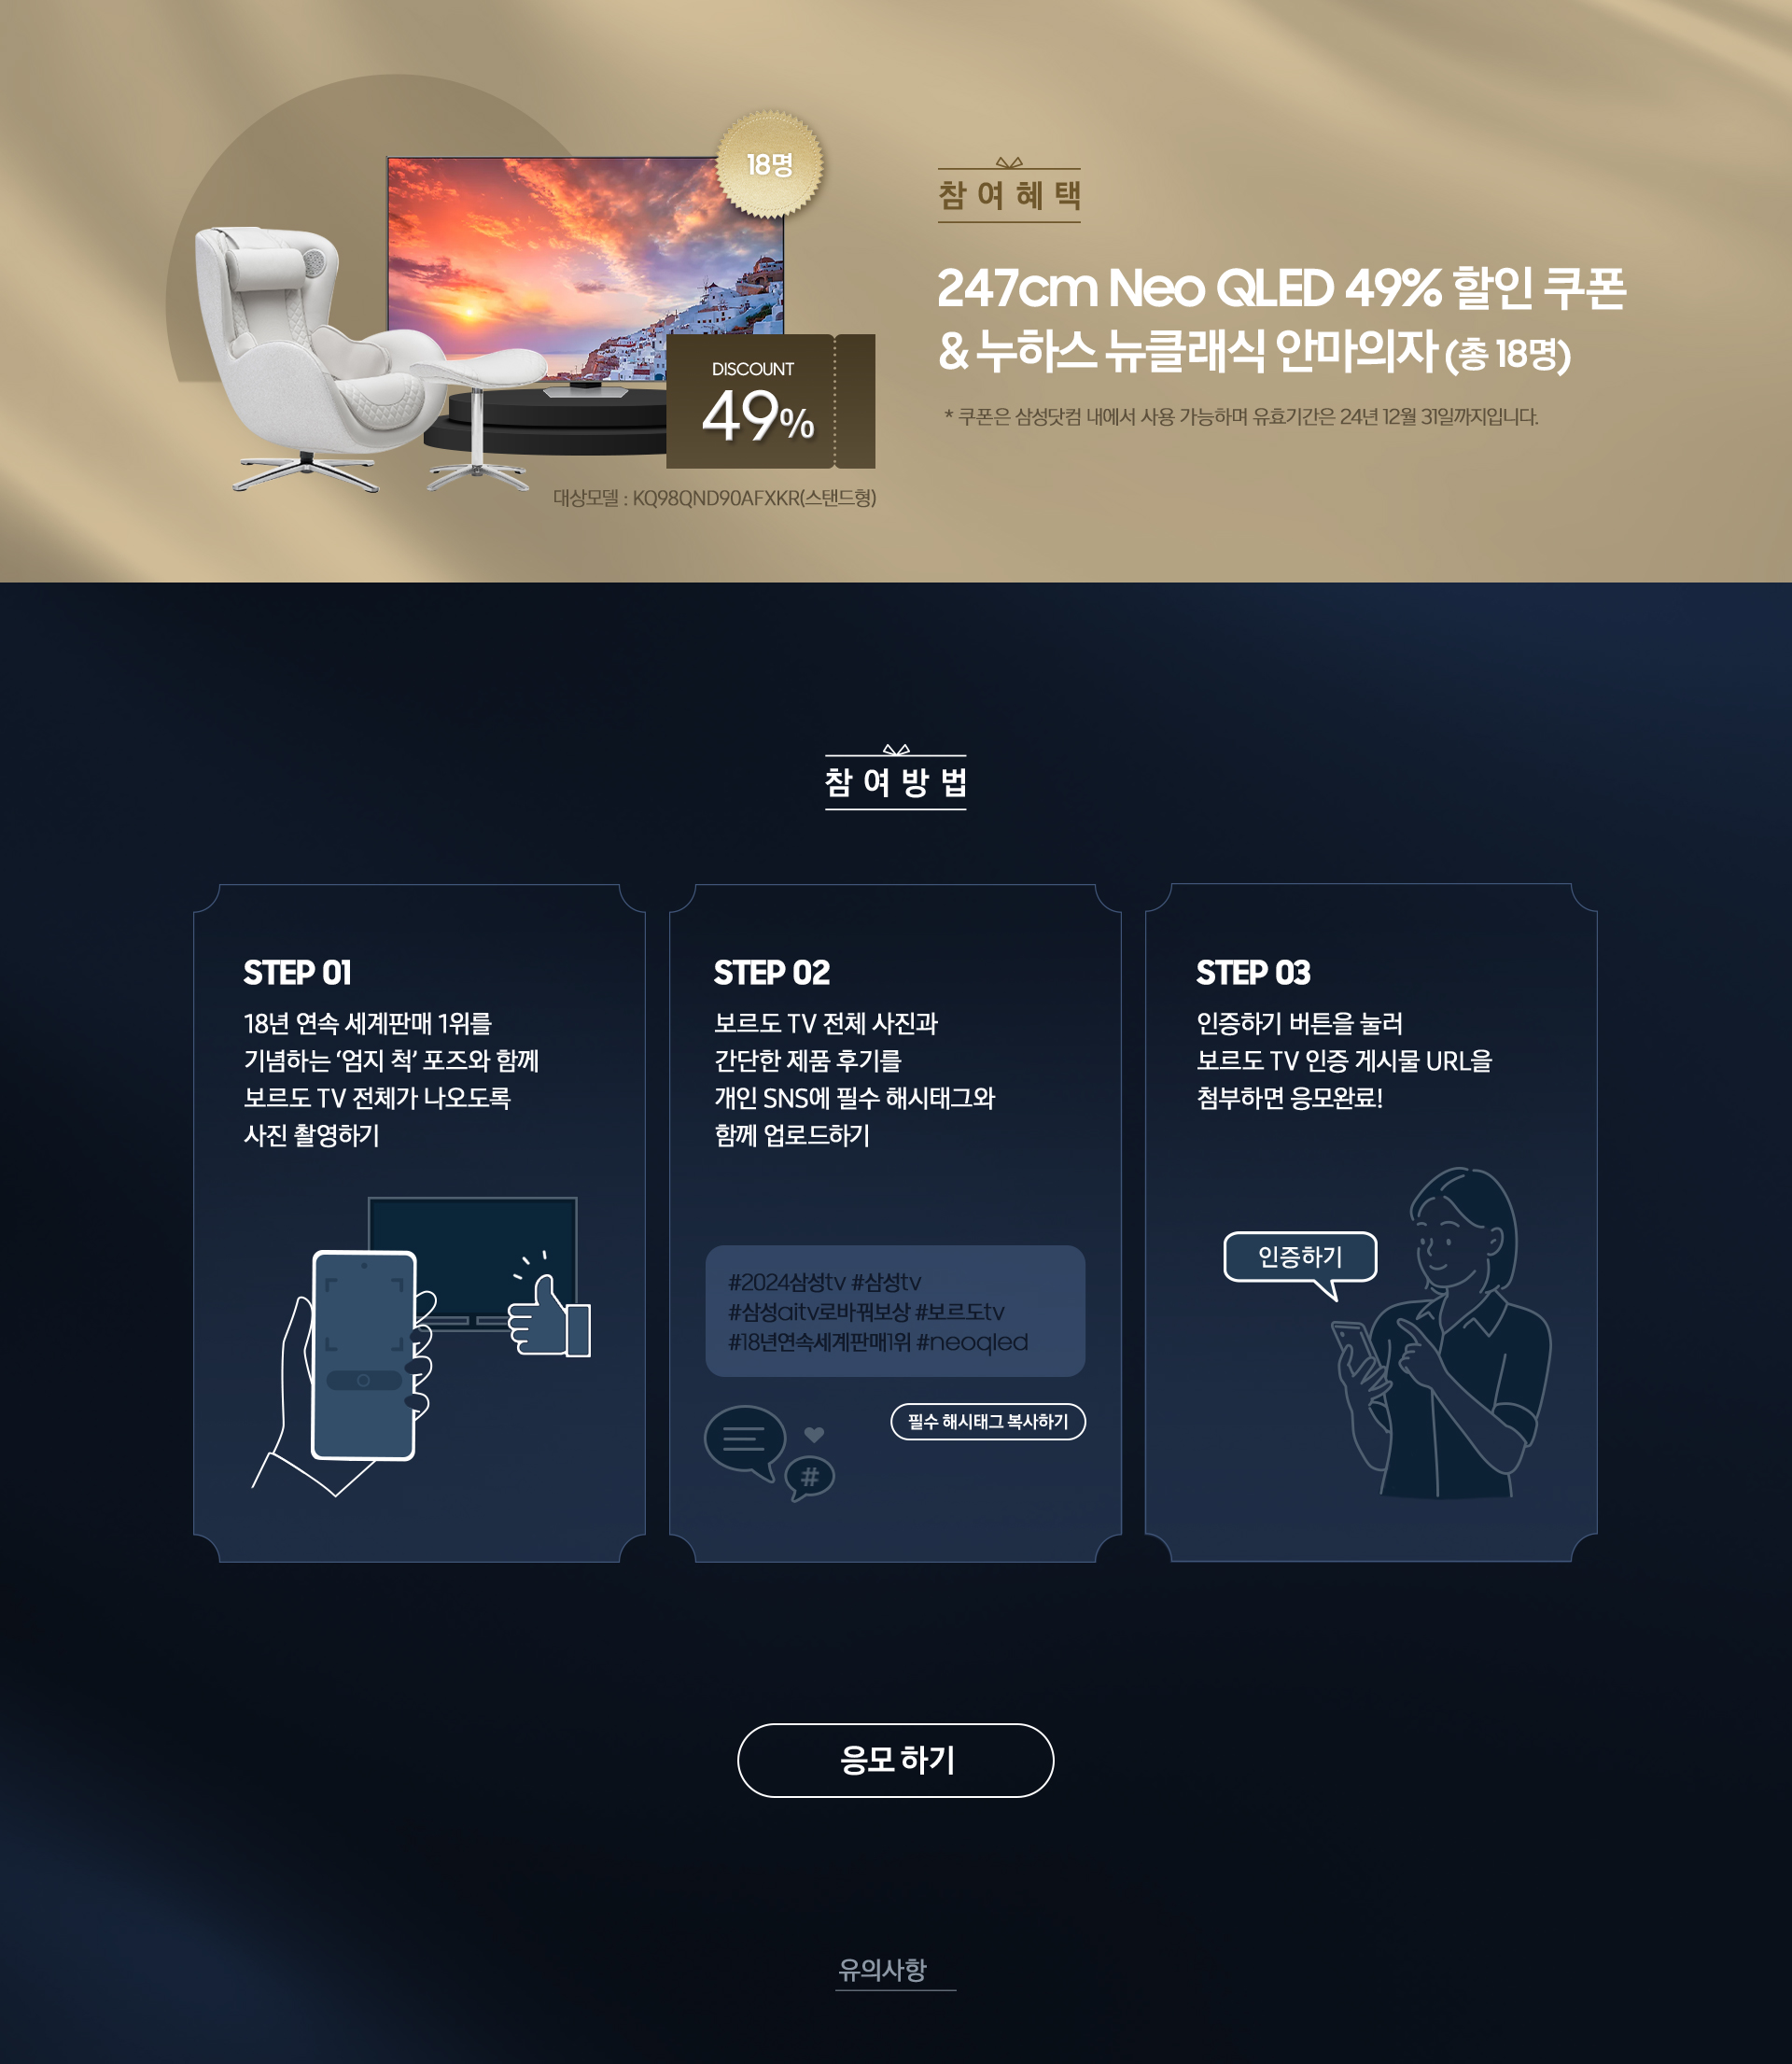 18명
참여혜택
247cm Neo QLED 49% 할인 쿠폰
& 누하스 뉴클래식 안마의자 (총 18명)
* 쿠폰은 삼성닷컴 내에서 사용 가능하며 유효기간은 24년 12월 31일까지입니다.
DISCOUNT
49%
대상모델 : KQ98QND90AFXKR(스탠드형)
참여방법
STEP 01
18년 연속 세계판매 1위를
기념하는 ‘엄지 척’ 포즈와 함께
보르도 TV 전체가 나오도록
사진 촬영하기
STEP 02
보르도 TV 전체 사진과
간단한 제품 후기를
개인 SNS에 필수 해시태그와
함께 업로드하기
#2024삼성tv #삼성tv
#삼성aitv로바꿔보상 #보르도tv
#18년연속세계판매1위 #neoqled
필수 해시태그 복사하기
#
STEP 03
인증하기 버튼을 눌러
보르도 TV 인증 게시물 URL을
첨부하면 응모완료!
인증하기
응모 하기
유의사항